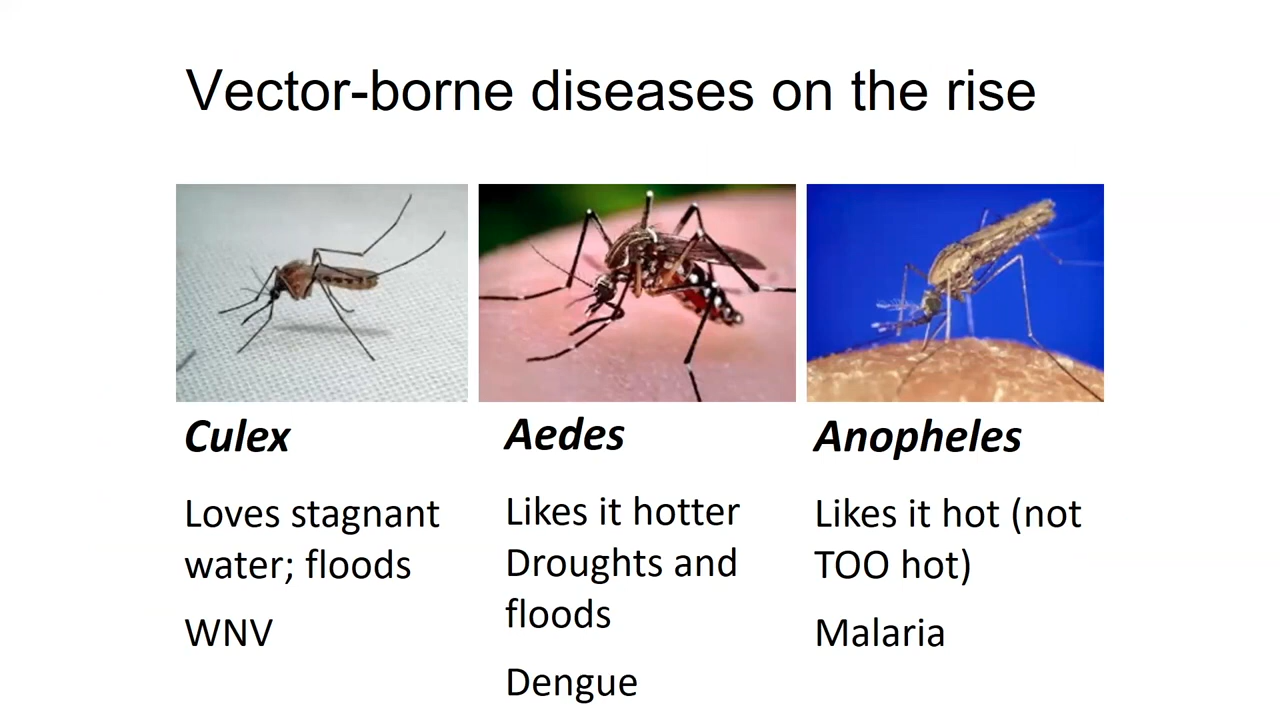 Vector-borne diseases on the rise
Culex
Loves stagnant
water; floods
WNV
Aedes
Likes it hotter
Droughts and
floods
Dengue
Anopheles
Likes it hot (not
TOO hot)
Malaria